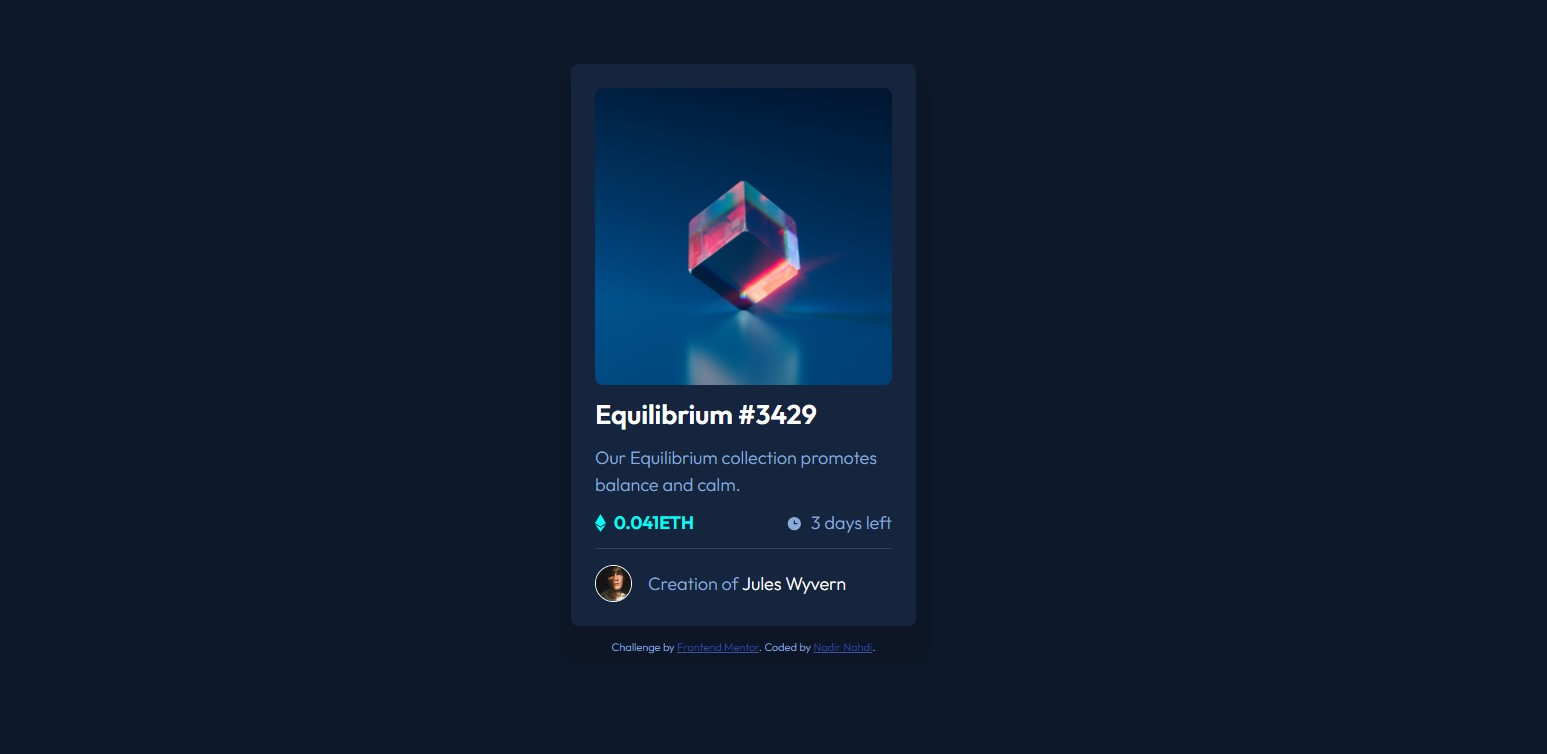 Equilibrium #3429
Our Equilibrium collection promotes
balance and calm.
0.041ETH
3 days left
Creation of Jules Wyvern
Challenge by Frontend Mentor. Coded by Nadir Nahdi.